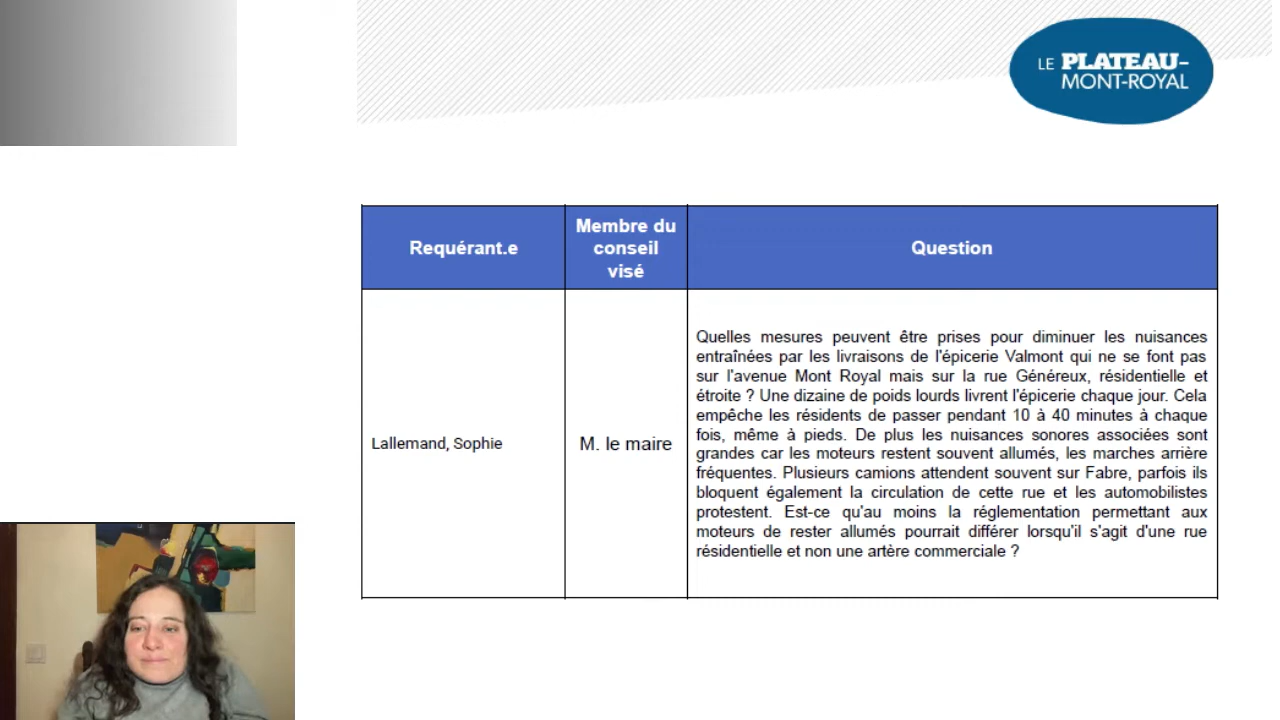 LE PLATEAU-
MONT-ROYAL
Requérant.e
Membre du
conseil
visé
Question
Lallemand, Sophie
M. le maire
Quelles mesures peuvent être prises pour diminuer les nuisances
entraînées par les livraisons de l'épicerie Valmont qui ne se font pas
sur l'avenue Mont Royal mais sur la rue Généreux, résidentielle et
étroite ? Une dizaine de poids lourds livrent l'épicerie chaque jour. Cela
empêche les résidents de passer pendant 10 à 40 minutes à chaque
fois, même à pieds. De plus les nuisances sonores associées sont
grandes car les moteurs restent souvent allumés, les marches arrière
fréquentes. Plusieurs camions attendent souvent sur Fabre, parfois ils
bloquent également la circulation de cette rue et les automobilistes
protestent. Est-ce qu'au moins la réglementation permettant aux
moteurs de rester allumés pourrait différer lorsqu'il s'agit d'une rue
résidentielle et non une artère commerciale ?